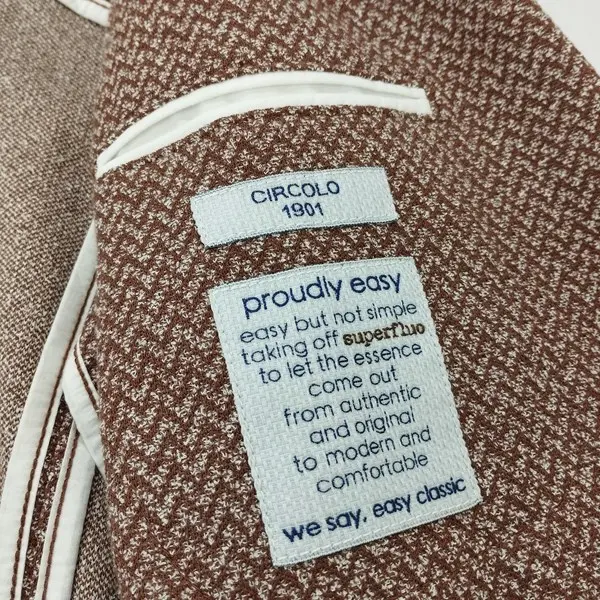 CIRCOLO
1901
proudly easy
easy but not simple
taking off superfluo
to let the essence
come out
from authentic
and original
to modern and
comfortable
we say, easy classic